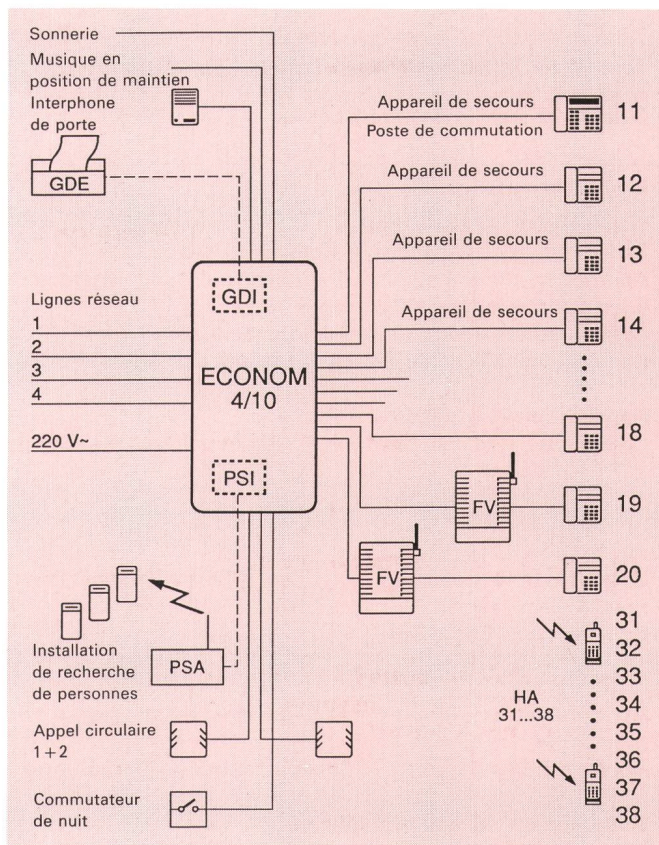 Sonnerie
Musique en
position de maintien
Interphone
de porte
GDE
GDI
Lignes réseau
1
2
3
4
220 V~
ECONOM
4/10
PSI
Installation
de recherche
de personnes
PSA
Appel circulaire
1+2
Commutateur
de nuit
Appareil de secours
Poste de commutation
11
Appareil de secours
12
Appareil de secours
13
Appareil de secours
14
18
FV
19
FV
20
HA
31...38
31
32
33
34
35
36
37
38